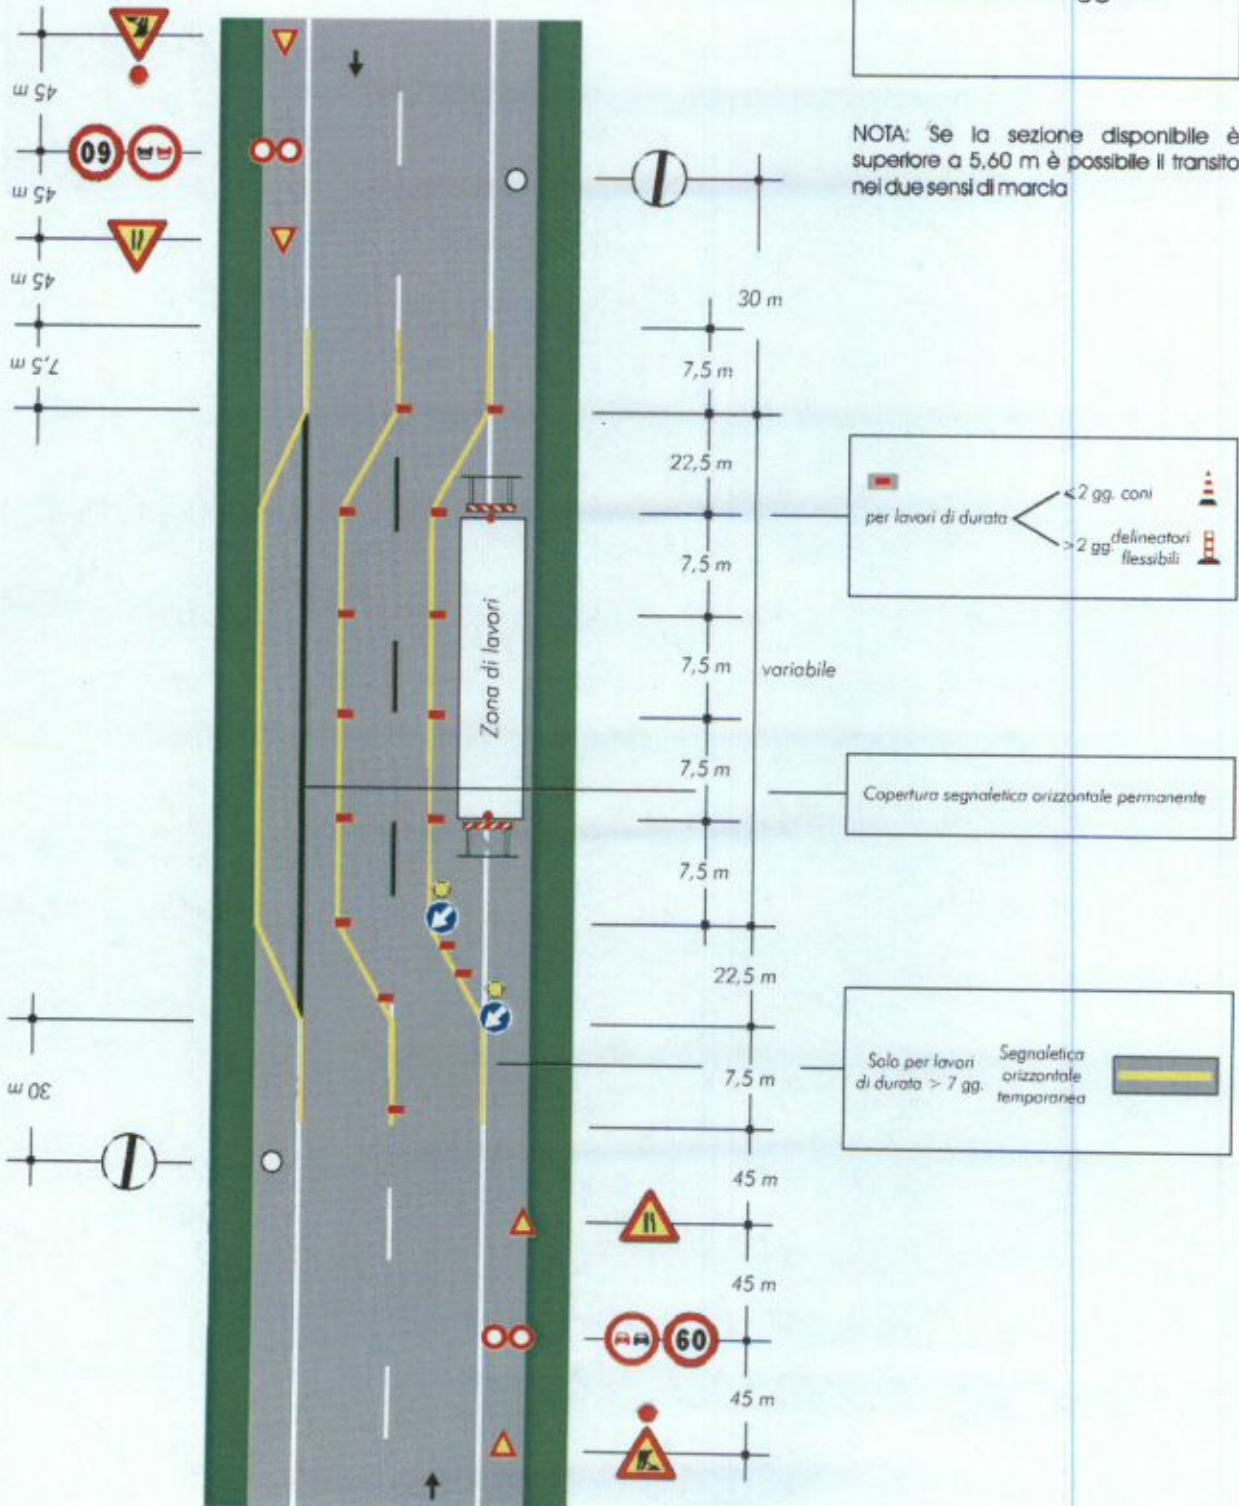 NOTA: Se la sezione disponibile è
superiore a 5,60 m è possibile il transito
nei due sensi di marcia
45 m
60
45 m
45 m
7,5 m
30 m
7,5 m
22,5 m
7,5 m
7,5 m
variabile
7,5 m
7,5 m
22,5 m
7,5 m
45 m
45 m
60
45 m
Zona di lavori
per lavori di durata
<2 gg. coni
>2 gg. delineatori
flessibili
Copertura segnaletica orizzontale permanente
Solo per lavori
di durata > 7 gg.
Segnaletica
orizzontale
temporanea
30 m